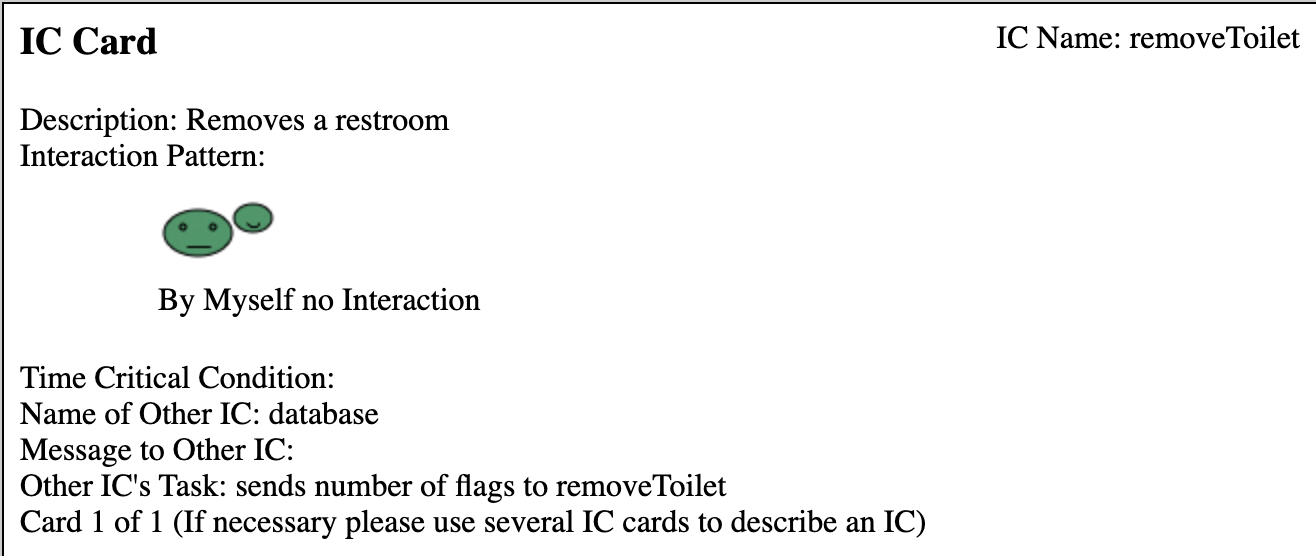 IC Card
IC Name: removeToilet
Description: Removes a restroom
Interaction Pattern:
By Myself no Interaction
Time Critical Condition:
Name of Other IC: database
Message to Other IC:
Other IC's Task: sends number of flags to removeToilet
Card 1 of 1 (If necessary please use several IC cards to describe an IC)